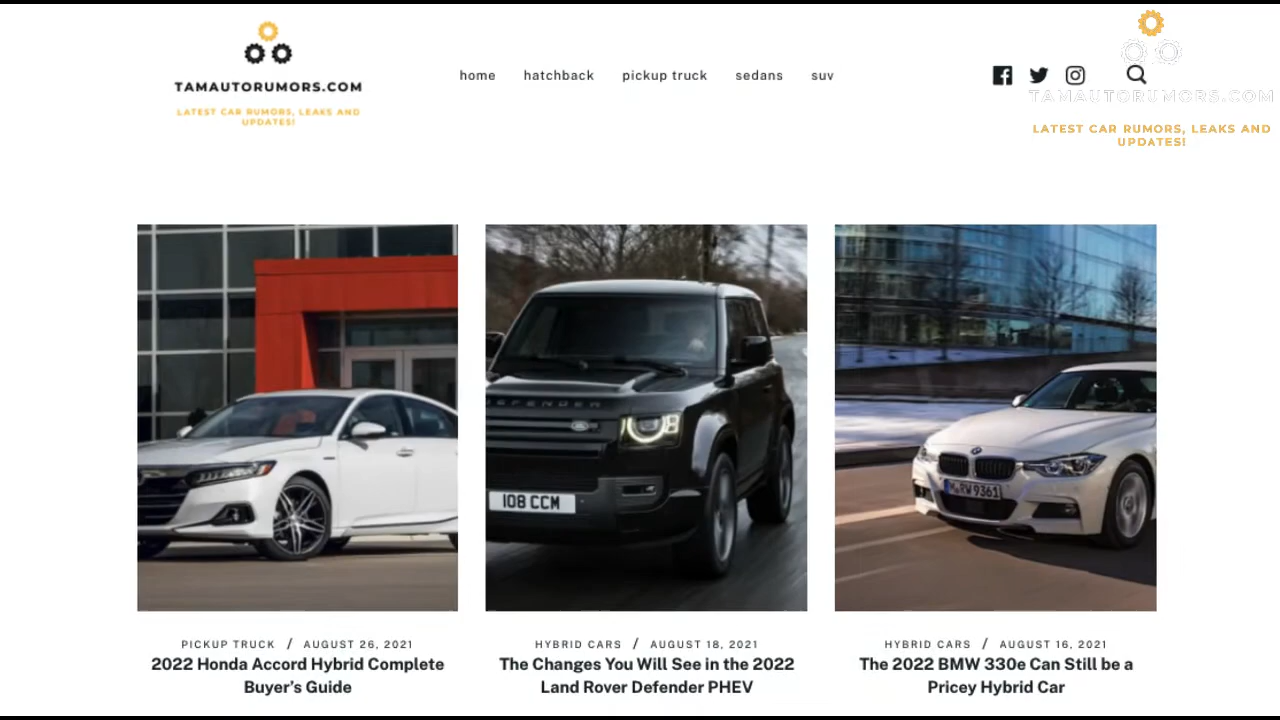 TAMAUTORUMORS.COM
LATEST CAR RUMORS, LEAKS AND
UPDATES!
home hatchback pickup truck sedans suv
TAMAUTORUMORS.COM
LATEST CAR RUMORS, LEAKS AND
UPDATES!
DEFENDER
108 CCM
M RW 9361
PICKUP TRUCK / AUGUST 26, 2021
2022 Honda Accord Hybrid Complete
Buyer's Guide
HYBRID CARS / AUGUST 18, 2021
The Changes You Will See in the 2022
Land Rover Defender PHEV
HYBRID CARS / AUGUST 16, 2021
The 2022 BMW 330e Can Still be a
Pricey Hybrid Car